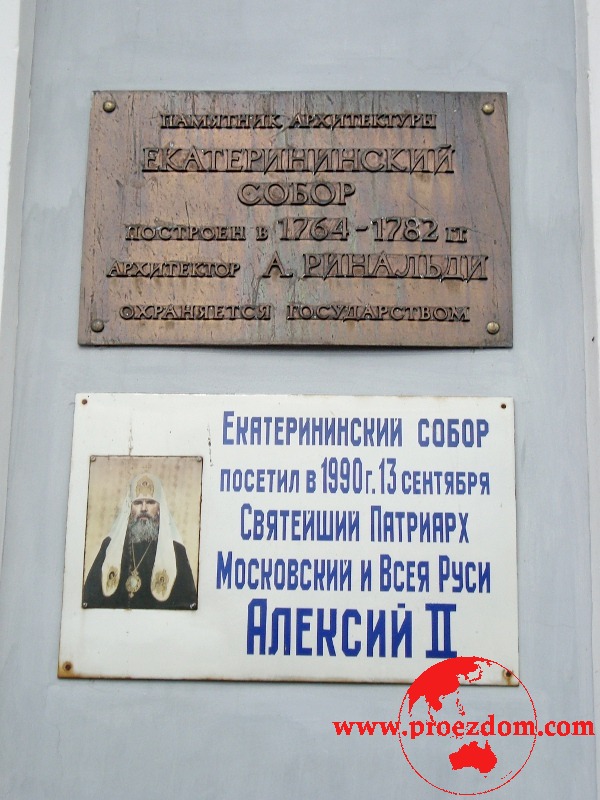 ПАМЯТНИК АРХИТЕКТУРЫ
ЕКАТЕРИНИНСКИЙ
СОБОР
ПОСТРОЕН В 1764-1782 ГГ
АРХИТЕКТОР А. РИНАЛЬДИ
ОХРАНЯЕТСЯ ГОСУДАРСТВОМ
ЕКАТЕРИНИНСКИЙ СОБОР
ПОСЕТИЛ В 1990 Г. 13 СЕНТЯБРЯ
СВЯТЕЙШИЙ ПАТРИАРХ
МОСКОВСКИЙ И ВСЕЯ РУСИ
АЛЕКСИЙ II
www.proezdom.com